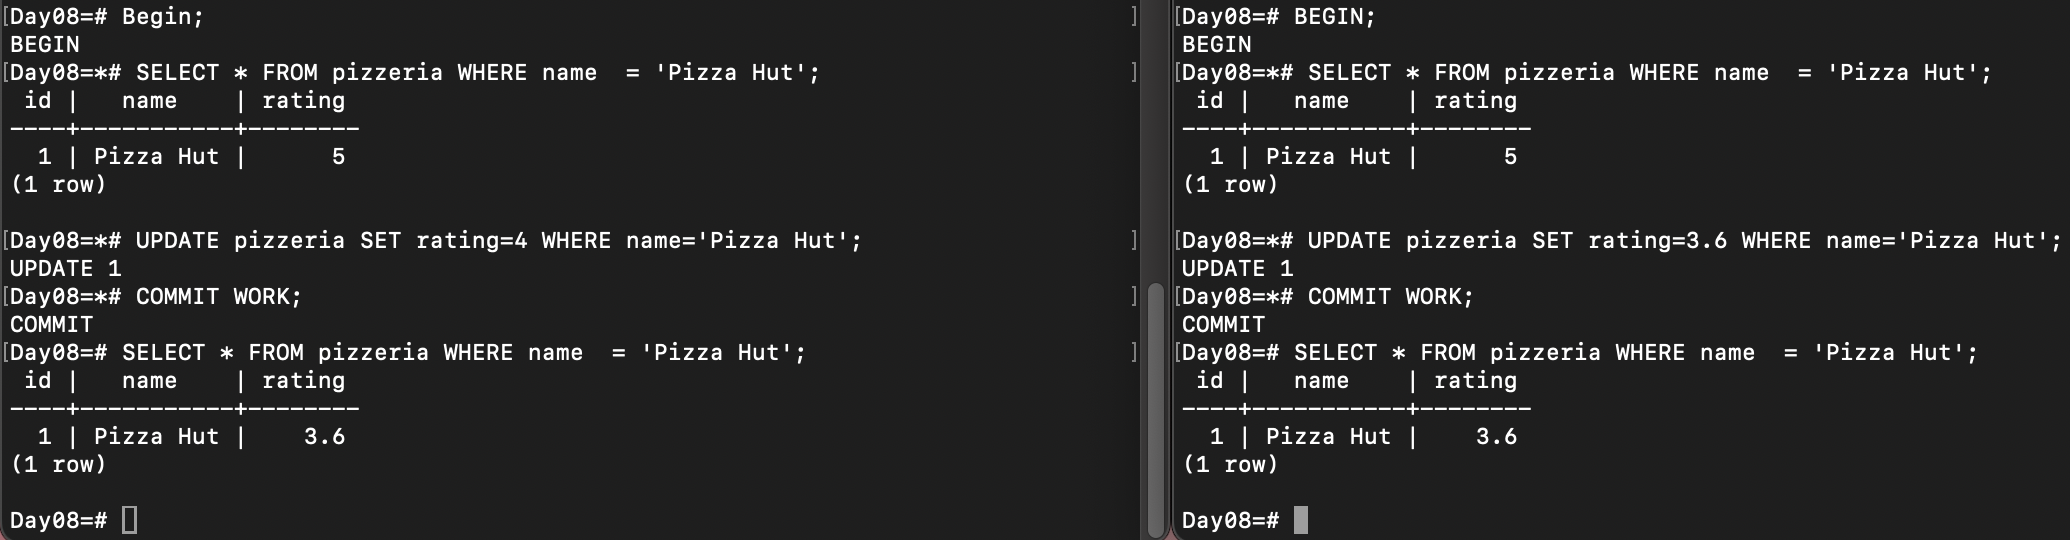 [Day08=# Begin; ]
BEGIN
[Day08=*# SELECT * FROM pizzeria WHERE name  = 'Pizza Hut'; ]
 id |   name    | rating
----+-----------+--------
  1 | Pizza Hut |      5
(1 row)
[Day08=*# UPDATE pizzeria SET rating=4 WHERE name='Pizza Hut'; ]
UPDATE 1
[Day08=*# COMMIT WORK; ]
COMMIT
[Day08=# SELECT * FROM pizzeria WHERE name  = 'Pizza Hut'; ]
 id |   name    | rating
----+-----------+--------
  1 | Pizza Hut |    3.6
(1 row)
Day08=#
[Day08=# BEGIN;
BEGIN
[Day08=*# SELECT * FROM pizzeria WHERE name  = 'Pizza Hut';
 id |   name    | rating
----+-----------+--------
  1 | Pizza Hut |      5
(1 row)
[Day08=*# UPDATE pizzeria SET rating=3.6 WHERE name='Pizza Hut';
UPDATE 1
[Day08=*# COMMIT WORK;
COMMIT
[Day08=# SELECT * FROM pizzeria WHERE name  = 'Pizza Hut';
 id |   name    | rating
----+-----------+--------
  1 | Pizza Hut |    3.6
(1 row)
Day08=#